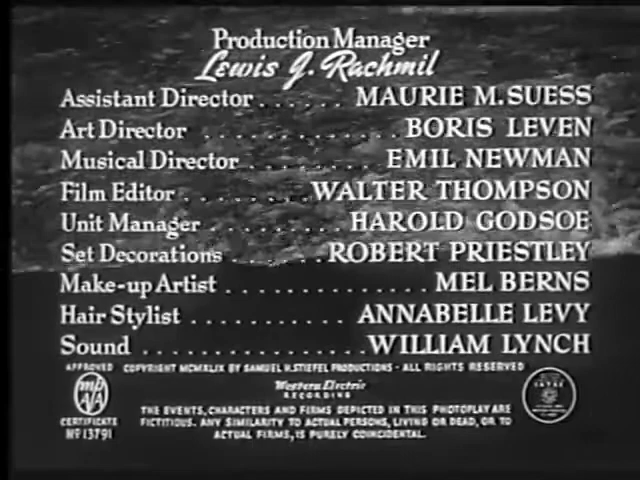 Production Manager
Lewis J. Rachmil
Assistant Director . . . . . . MAURIE M. SUESS
Art Director . . . . . . . . . . . . . BORIS LEVEN
Musical Director . . . . . . . . . EMIL NEWMAN
Film Editor . . . . . . . . . WALTER THOMPSON
Unit Manager . . . . . . . . . HAROLD GODSOE
Set Decorations . . . . . . ROBERT PRIESTLEY
Make-up Artist . . . . . . . . . . . . . . MEL BERNS
Hair Stylist . . . . . . . . . . ANNABELLE LEVY
Sound . . . . . . . . . . . . . . . WILLIAM LYNCH
APPROVED
COPYRIGHT MCMXLIX BY SAMUEL H. STIEFEL PRODUCTIONS - ALL RIGHTS RESERVED
MPAA
CERTIFICATE
Nº 13791
Western Electric
RECORDING
THE EVENTS, CHARACTERS AND FIRMS DEPICTED IN THIS PHOTOPLAY ARE
FICTITIOUS. ANY SIMILARITY TO ACTUAL PERSONS, LIVING OR DEAD, OR TO
ACTUAL FIRMS, IS PURELY COINCIDENTAL.
I.A.T.S.E.